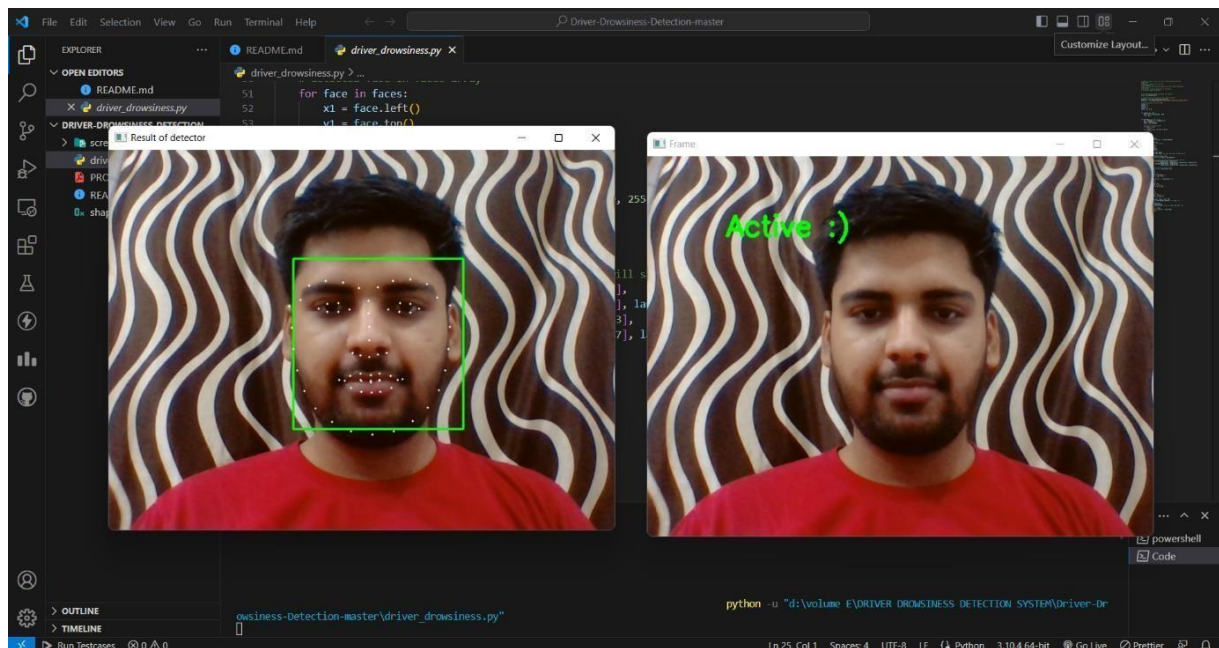 File Edit Selection View Go Run Terminal Help
Driver-Drowsiness-Detection-master
Customize Layout...
EXPLORER
README.md
driver_drowsiness.py
OPEN EDITORS
README.md
driver_drowsiness.py
DRIVER-DROWSINESS-DETECTION
driver_drowsiness.py > ...
51 for face in faces:
52 x1 = face.left()
53 y1 = face.top()
Result of detector
Frame
, 255
Active :)
powershell
Code
python -u "d:\volume E\DRIVER DROWSINESS DETECTION SYSTEM\Driver-Dr
owsiness-Detection-master\driver_drowsiness.py"
OUTLINE
TIMELINE
Run Testcases 0 0
Ln 25, Col 1 Spaces: 4 UTF-8 LF Python 3.10.4 64-bit Go Live Prettier